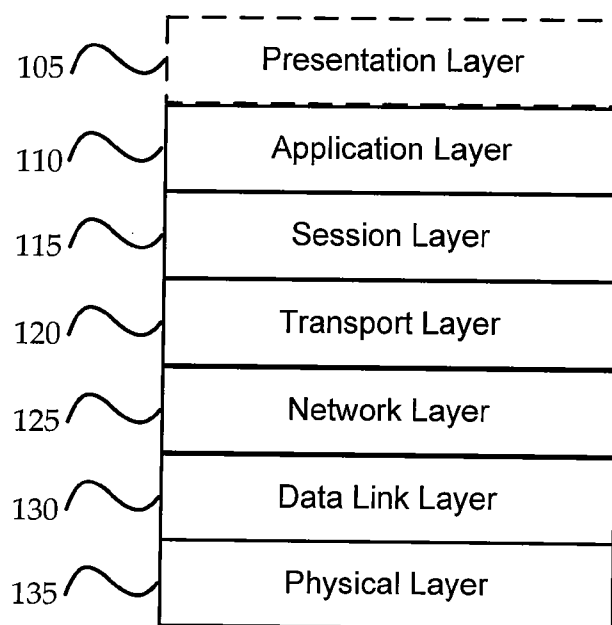 105 Presentation Layer
110 Application Layer
115 Session Layer
120 Transport Layer
125 Network Layer
130 Data Link Layer
135 Physical Layer